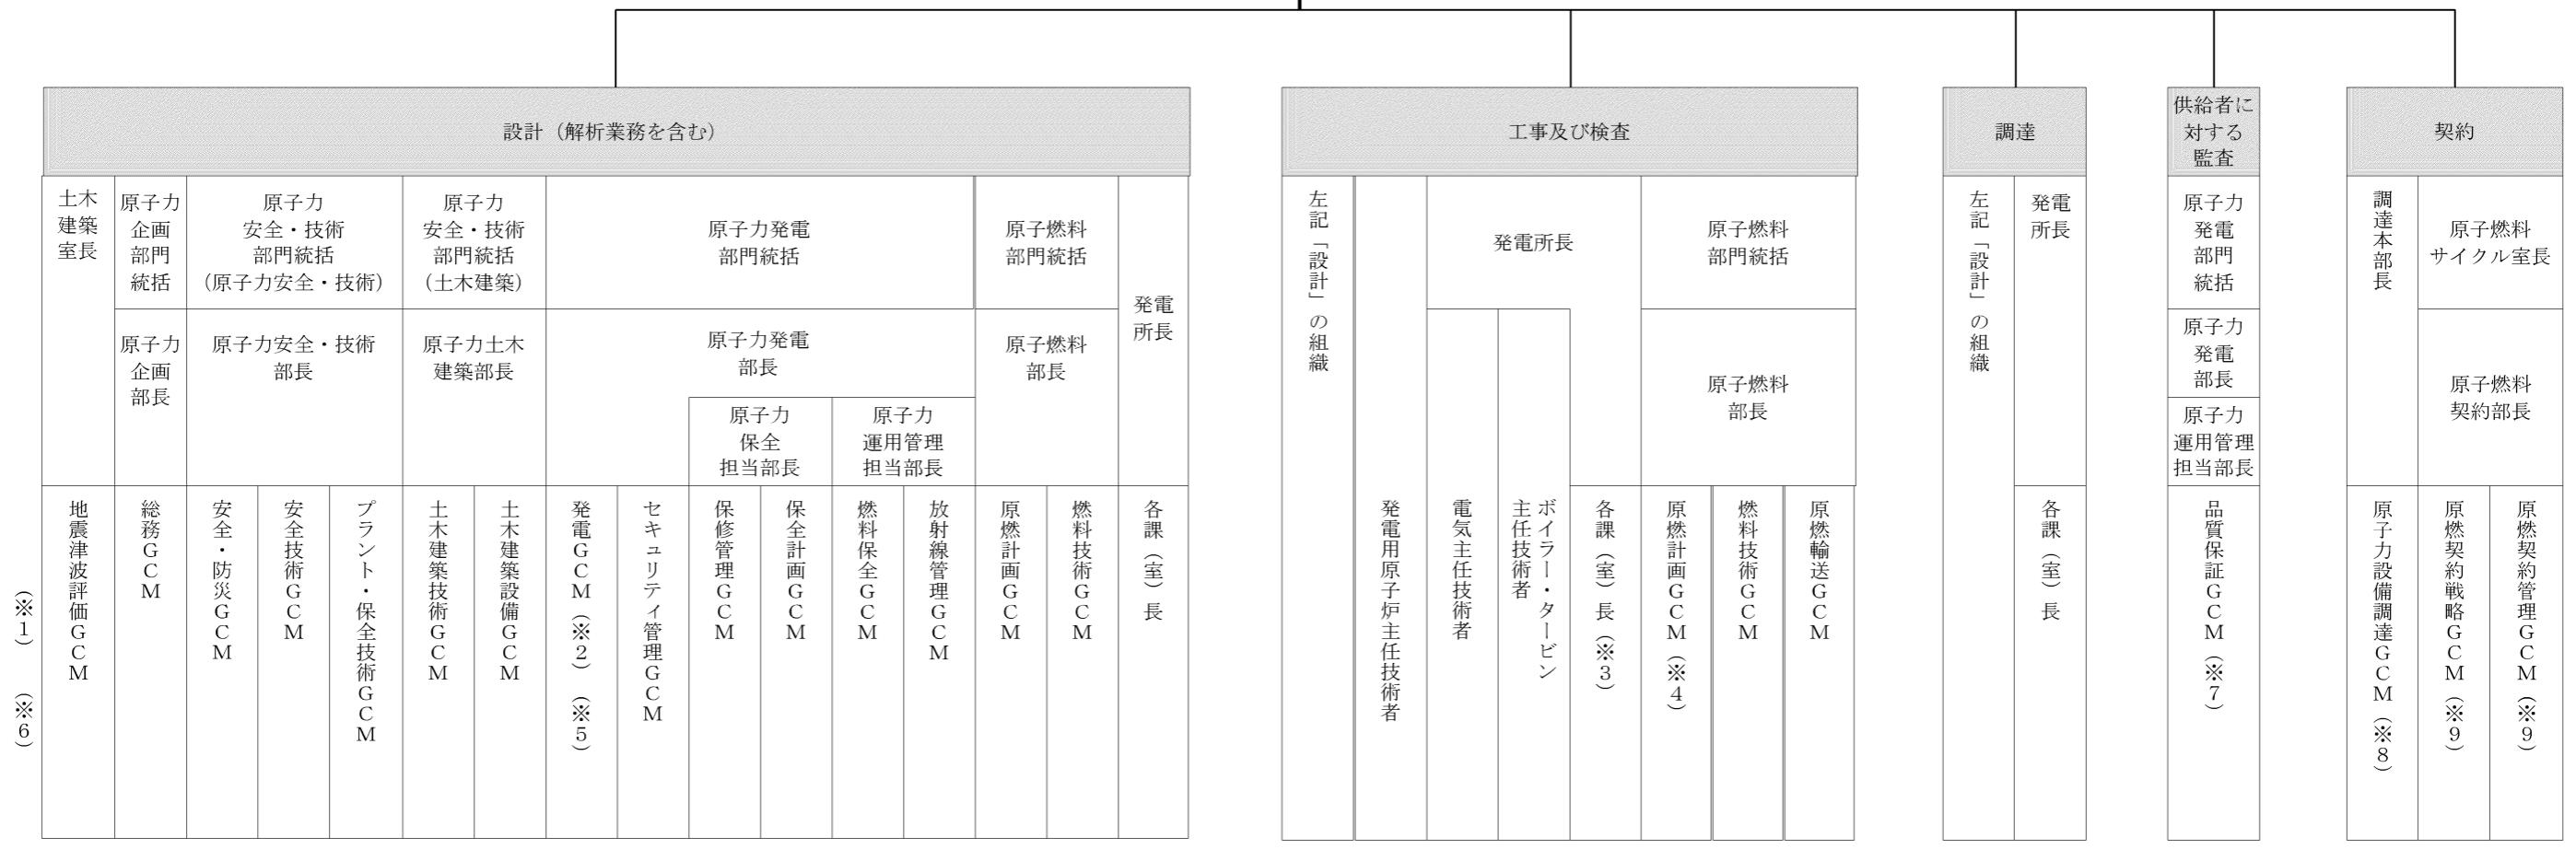 設計（解析業務を含む）
土木
建築
室長
原子力
企画
部門
統括
原子力
安全・技術
部門統括
（原子力安全・技術）
原子力
安全・技術
部門統括
（土木建築）
原子力発電
部門統括
原子燃料
部門統括
発電
所長
原子力
企画
部長
原子力安全・技術
部長
原子力土木
建築部長
原子力発電
部長
原子燃料
部長
原子力
保全
担当部長
原子力
運用管理
担当部長
（※１）　（※６）
地震津波評価ＧＣＭ
総務ＧＣＭ
安全・防災ＧＣＭ
安全技術ＧＣＭ
プラント・保全技術ＧＣＭ
土木建築技術ＧＣＭ
土木建築設備ＧＣＭ
発電ＧＣＭ（※２）（※５）
セキュリティ管理ＧＣＭ
保修管理ＧＣＭ
保全計画ＧＣＭ
燃料保全ＧＣＭ
放射線管理ＧＣＭ
原燃計画ＧＣＭ
燃料技術ＧＣＭ
各課（室）長
工事及び検査
左記「設計」の組織
発電所長
原子燃料
部門統括
原子燃料
部長
発電用原子炉主任技術者
電気主任技術者
ボイラー・タービン
主任技術者
各課（室）長（※３）
原燃計画ＧＣＭ（※４）
燃料技術ＧＣＭ
原燃輸送ＧＣＭ
調達
左記「設計」の組織
発電
所長
各課（室）長
供給者に
対する
監査
原子力
発電
部門
統括
原子力
発電
部長
原子力
運用管理
担当部長
品質保証ＧＣＭ（※７）
契約
調達本部長
原子燃料
サイクル室長
原子燃料
契約部長
原子力設備調達ＧＣＭ（※８）
原燃契約戦略ＧＣＭ（※９）
原燃契約管理ＧＣＭ（※９）